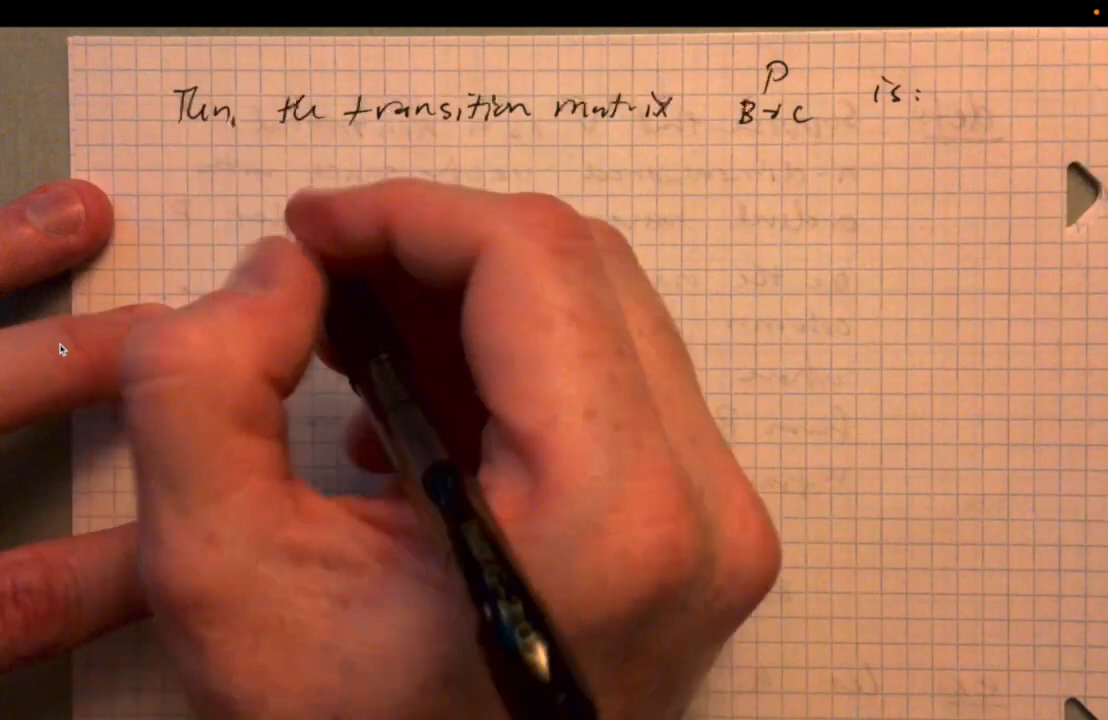 Then, the transition matrix P is:
B→C